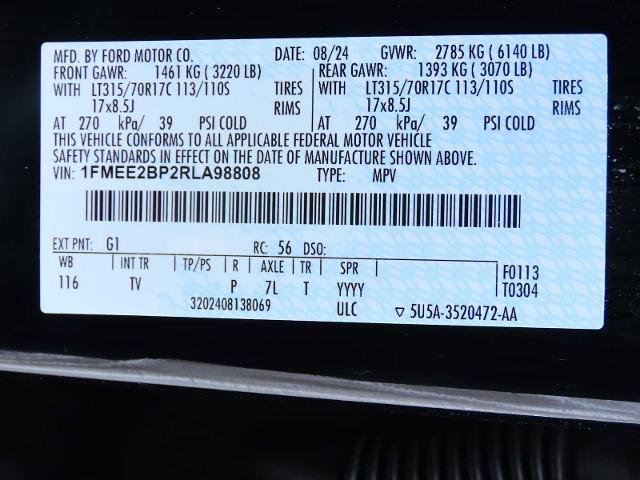 MFD. BY FORD MOTOR CO. DATE: 08/24 GVWR: 2785 KG ( 6140 LB)
FRONT GAWR: 1461 KG ( 3220 LB) REAR GAWR: 1393 KG ( 3070 LB)
WITH LT315/70R17C 113/110S TIRES WITH LT315/70R17C 113/110S TIRES
17x8.5J RIMS 17x8.5J RIMS
AT 270 kPa/ 39 PSI COLD AT 270 kPa/ 39 PSI COLD
THIS VEHICLE CONFORMS TO ALL APPLICABLE FEDERAL MOTOR VEHICLE
SAFETY STANDARDS IN EFFECT ON THE DATE OF MANUFACTURE SHOWN ABOVE.
VIN: 1FMEE2BP2RLA98808 TYPE: MPV
EXT PNT: G1 RC: 56 DSO:
WB INT TR TP/PS R AXLE TR SPR F0113
116 TV P 7L T YYYY T0304
3202408138069 ULC ▽ 5U5A-3520472-AA